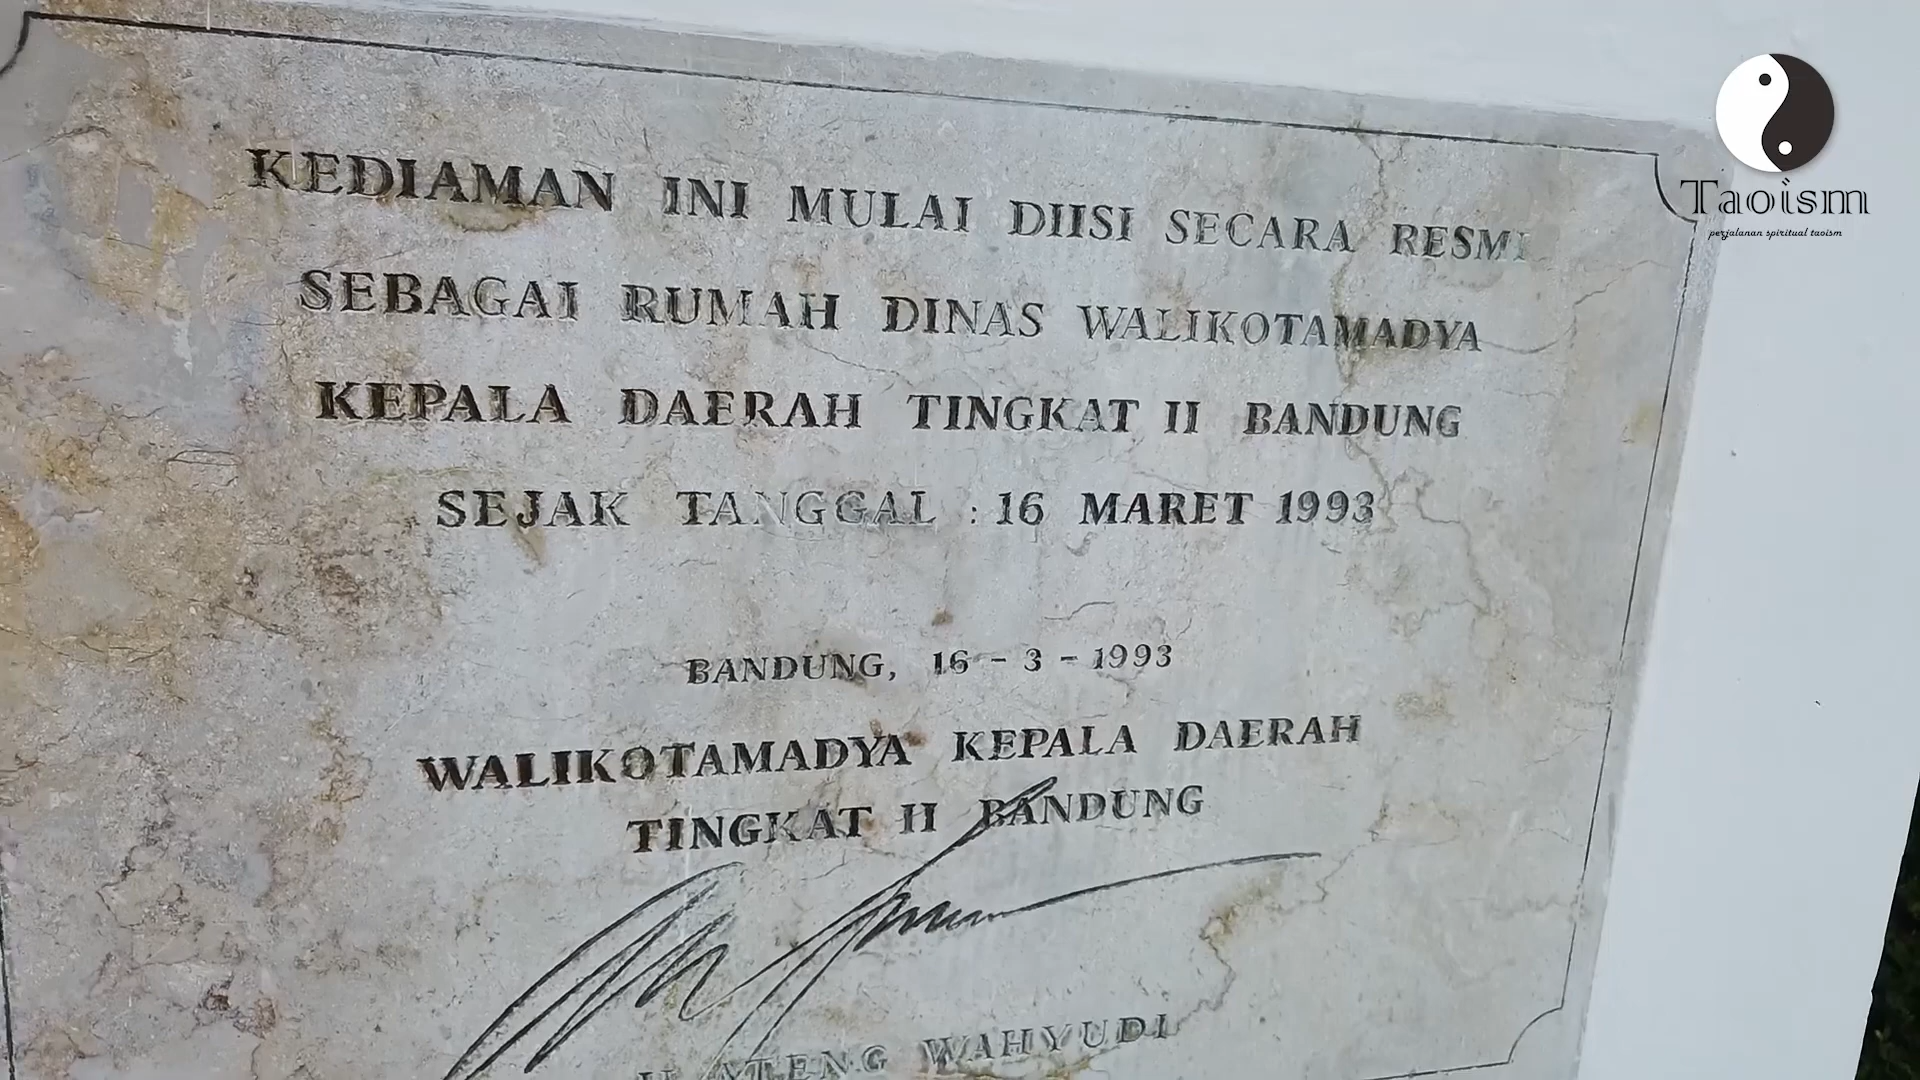 KEDIAMAN INI MULAI DIISI SECARA RESMI
SEBAGAI RUMAH DINAS WALIKOTAMADYA
KEPALA DAERAH TINGKAT II BANDUNG
SEJAK TANGGAL : 16 MARET 1993
BANDUNG, 16 - 3 - 1993
WALIKOTAMADYA KEPALA DAERAH
TINGKAT II BANDUNG
ATENG WAHYUDI
Taoism
perjalanan spiritual taoism